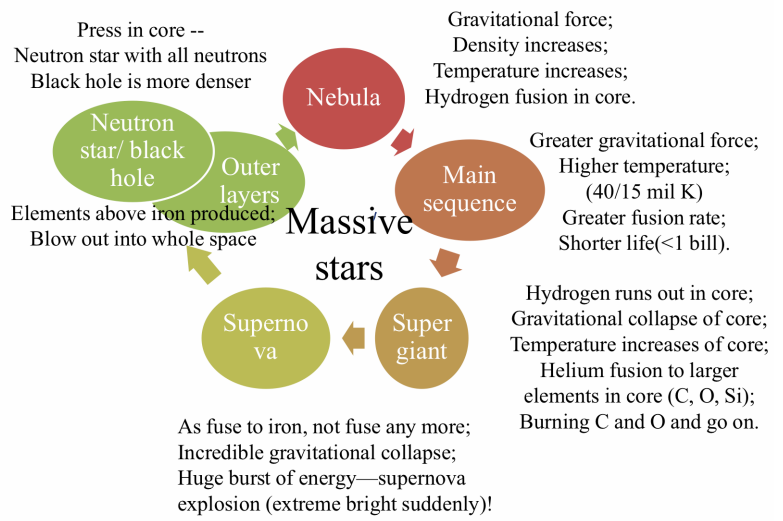 Press in core --
Neutron star with all neutrons
Black hole is more denser
Gravitational force;
Density increases;
Temperature increases;
Hydrogen fusion in core.
Nebula
Neutron
star/ black
hole
Outer
layers
Elements above iron produced;
Blow out into whole space
Main
sequence
Greater gravitational force;
Higher temperature;
(40/15 mil K)
Greater fusion rate;
Shorter life(<1 bill).
Massive
stars
Superno
va
Super
giant
Hydrogen runs out in core;
Gravitational collapse of core;
Temperature increases of core;
Helium fusion to larger
elements in core (C, O, Si);
Burning C and O and go on.
As fuse to iron, not fuse any more;
Incredible gravitational collapse;
Huge burst of energy—supernova
explosion (extreme bright suddenly)!